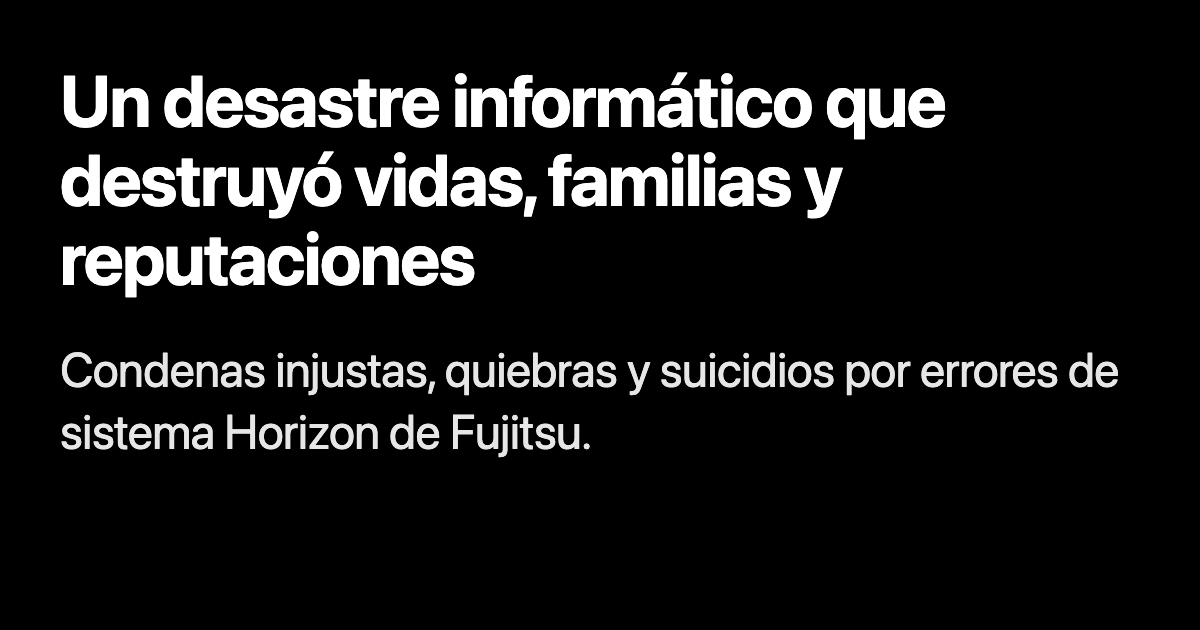 Un desastre informático que
destruyó vidas, familias y
reputaciones
Condenas injustas, quiebras y suicidios por errores de
sistema Horizon de Fujitsu.